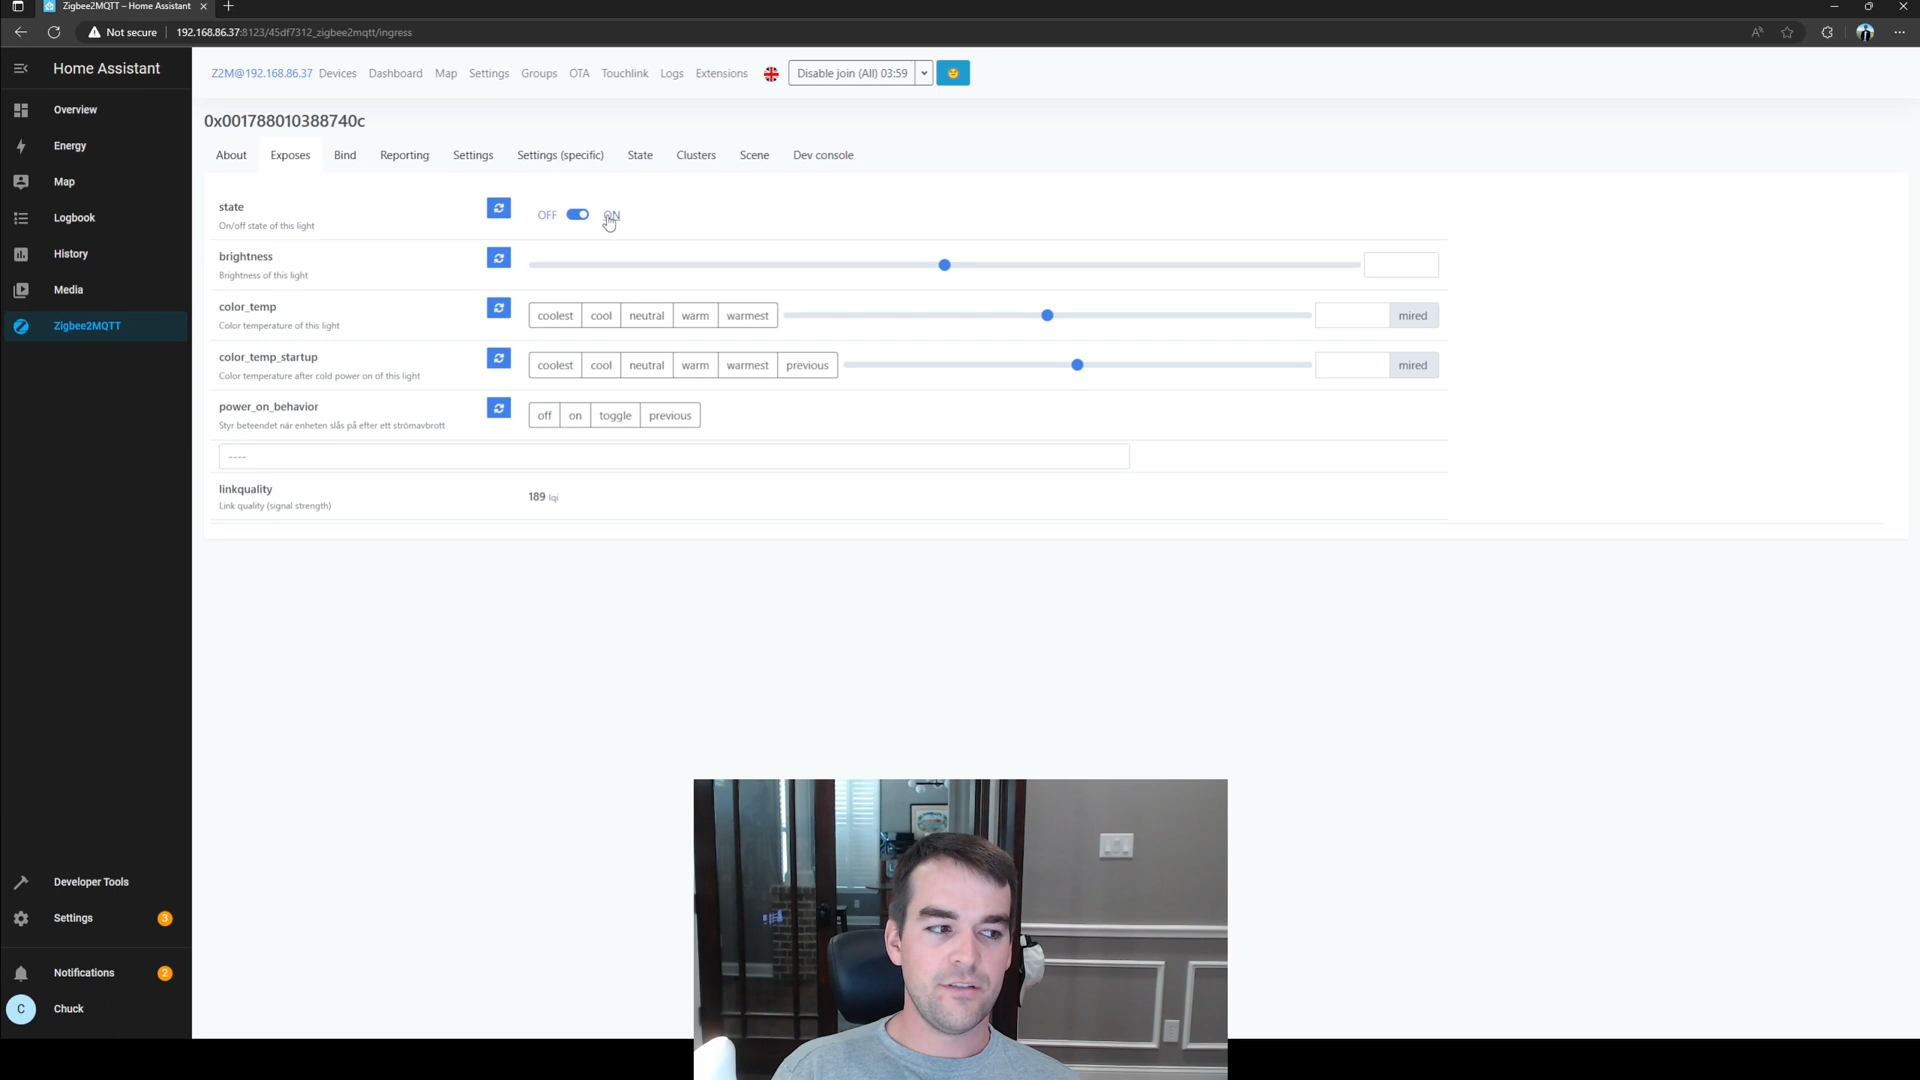 Zigbee2MQTT – Home Assistant
Not secure 192.168.86.37:8123/45df7312_zigbee2mqtt/ingress
Home Assistant
Overview
Energy
Map
Logbook
History
Media
Zigbee2MQTT
Developer Tools
Settings 3
Notifications 2
C Chuck
Z2M@192.168.86.37 Devices Dashboard Map Settings Groups OTA Touchlink Logs Extensions Disable join (All) 03:59
0x001788010388740c
About Exposes Bind Reporting Settings Settings (specific) State Clusters Scene Dev console
state
On/off state of this light
OFF ON
brightness
Brightness of this light
color_temp
Color temperature of this light
coolest cool neutral warm warmest mired
color_temp_startup
Color temperature after cold power on of this light
coolest cool neutral warm warmest previous mired
power_on_behavior
Styr beteendet när enheten slås på efter ett strömavbrott
off on toggle previous
----
linkquality
Link quality (signal strength)
189 lqi